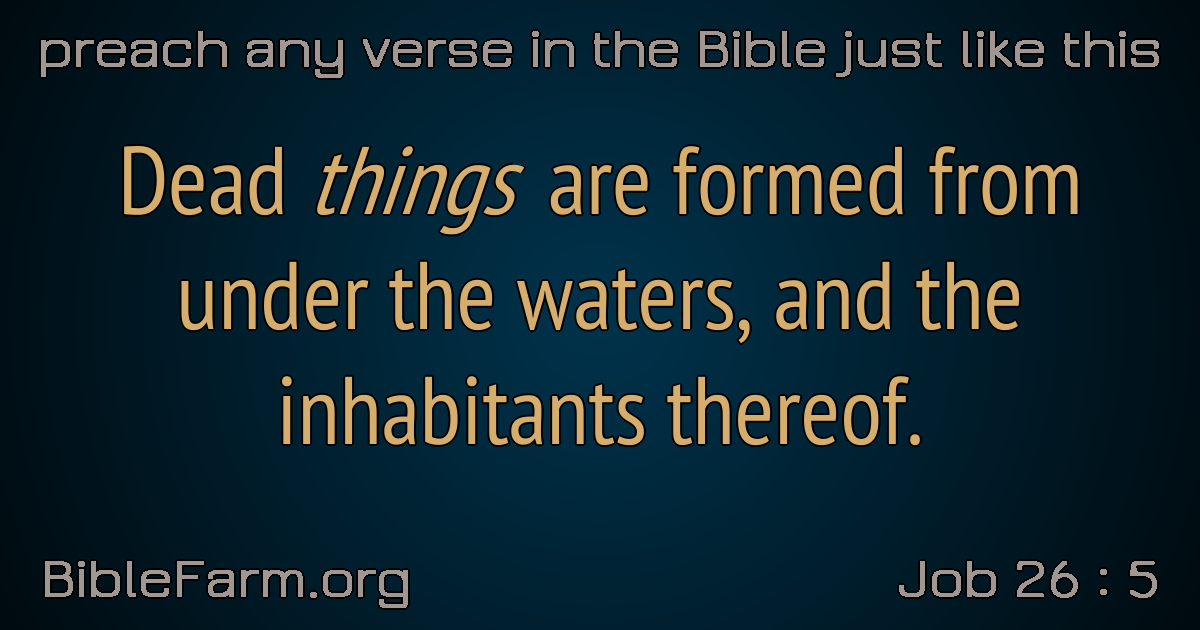 preach any verse in the Bible just like this
Dead things are formed from
under the waters, and the
inhabitants thereof.
BibleFarm.org
Job 26 : 5